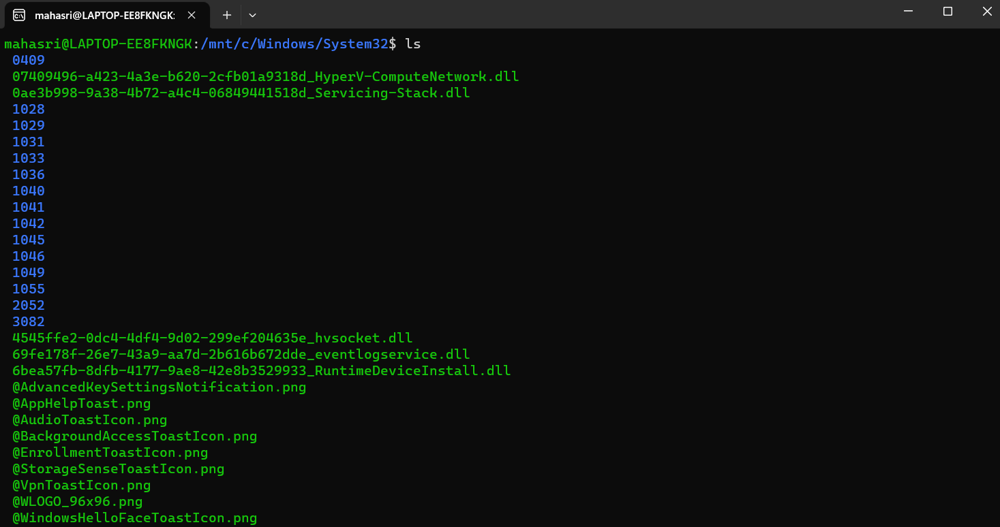 mahasri@LAPTOP-EE8FKNGK:
mahasri@LAPTOP-EE8FKNGK:/mnt/c/Windows/System32$ ls
0409
07409496-a423-4a3e-b620-2cfb01a9318d_HyperV-ComputeNetwork.dll
0ae3b998-9a38-4b72-a4c4-06849441518d_Servicing-Stack.dll
1028
1029
1031
1033
1036
1040
1041
1042
1045
1046
1049
1055
2052
3082
4545ffe2-0dc4-4df4-9d02-299ef204635e_hvsocket.dll
69fe178f-26e7-43a9-aa7d-2b616b672dde_eventlogservice.dll
6bea57fb-8dfb-4177-9ae8-42e8b3529933_RuntimeDeviceInstall.dll
@AdvancedKeySettingsNotification.png
@AppHelpToast.png
@AudioToastIcon.png
@BackgroundAccessToastIcon.png
@EnrollmentToastIcon.png
@StorageSenseToastIcon.png
@VpnToastIcon.png
@WLOGO_96x96.png
@WindowsHelloFaceToastIcon.png